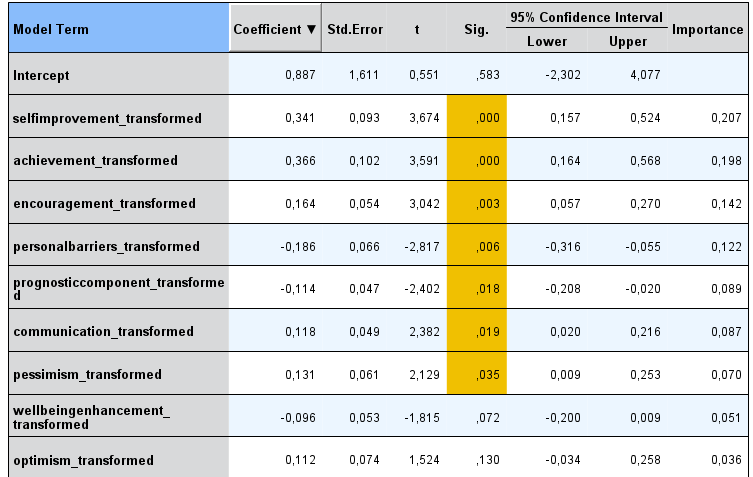 Model Term Coefficient ▼ Std.Error t Sig. 95% Confidence Interval Importance
Lower Upper
Intercept 0,887 1,611 0,551 ,583 -2,302 4,077
selfimprovement_transformed 0,341 0,093 3,674 ,000 0,157 0,524 0,207
achievement_transformed 0,366 0,102 3,591 ,000 0,164 0,568 0,198
encouragement_transformed 0,164 0,054 3,042 ,003 0,057 0,270 0,142
personalbarriers_transformed -0,186 0,066 -2,817 ,006 -0,316 -0,055 0,122
prognosticcomponent_transforme
d -0,114 0,047 -2,402 ,018 -0,208 -0,020 0,089
communication_transformed 0,118 0,049 2,382 ,019 0,020 0,216 0,087
pessimism_transformed 0,131 0,061 2,129 ,035 0,009 0,253 0,070
wellbeingenhancement_
transformed -0,096 0,053 -1,815 ,072 -0,200 0,009 0,051
optimism_transformed 0,112 0,074 1,524 ,130 -0,034 0,258 0,036